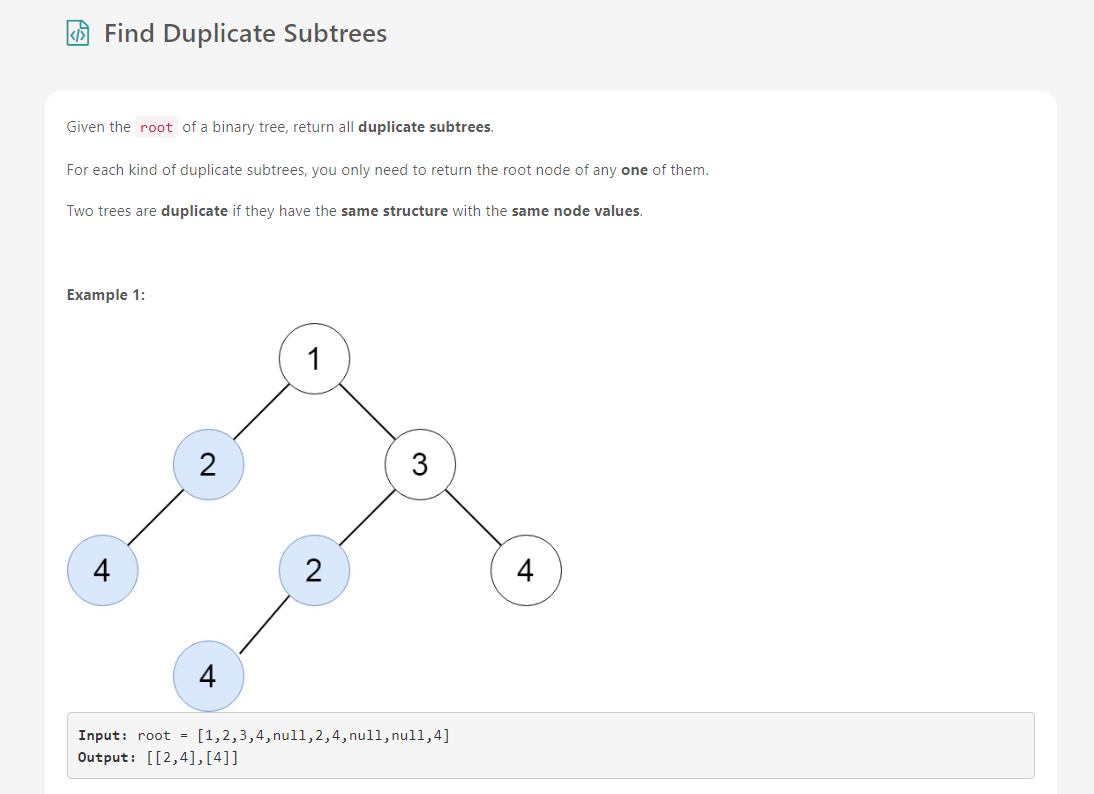 Find Duplicate Subtrees
Given the root of a binary tree, return all duplicate subtrees.
For each kind of duplicate subtrees, you only need to return the root node of any one of them.
Two trees are duplicate if they have the same structure with the same node values.
Example 1:
1
2 3
4 2 4
4
Input: root = [1,2,3,4,null,2,4,null,null,4]
Output: [[2,4],[4]]